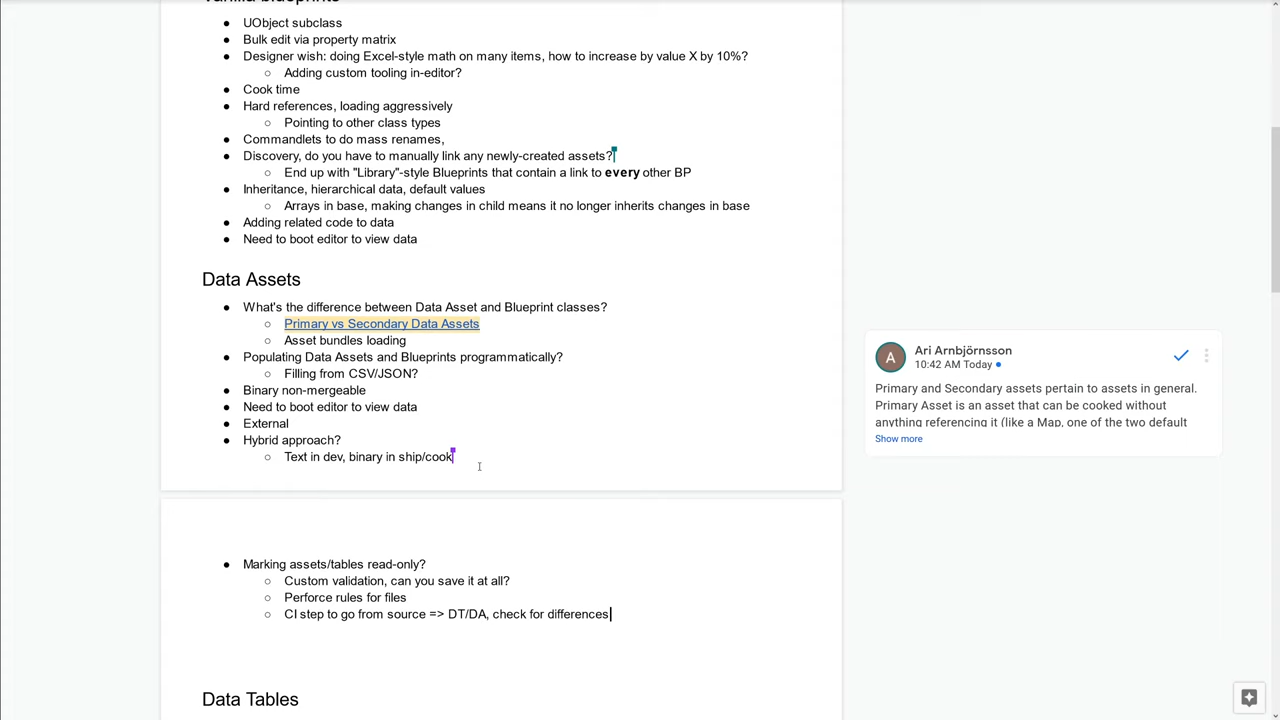 Vanilla blueprints
● UObject subclass
● Bulk edit via property matrix
● Designer wish: doing Excel-style math on many items, how to increase by value X by 10%?
○ Adding custom tooling in-editor?
● Cook time
● Hard references, loading aggressively
○ Pointing to other class types
● Commandlets to do mass renames,
● Discovery, do you have to manually link any newly-created assets?
○ End up with "Library"-style Blueprints that contain a link to every other BP
● Inheritance, hierarchical data, default values
○ Arrays in base, making changes in child means it no longer inherits changes in base
● Adding related code to data
● Need to boot editor to view data
Data Assets
● What's the difference between Data Asset and Blueprint classes?
○ Primary vs Secondary Data Assets
○ Asset bundles loading
● Populating Data Assets and Blueprints programmatically?
○ Filling from CSV/JSON?
● Binary non-mergeable
● Need to boot editor to view data
● External
● Hybrid approach?
○ Text in dev, binary in ship/cook
● Marking assets/tables read-only?
○ Custom validation, can you save it at all?
○ Perforce rules for files
○ CI step to go from source => DT/DA, check for differences
Data Tables
A
Ari Arnbjörnsson
10:42 AM Today
Primary and Secondary assets pertain to assets in general.
Primary Asset is an asset that can be cooked without
anything referencing it (like a Map, one of the two default
Show more